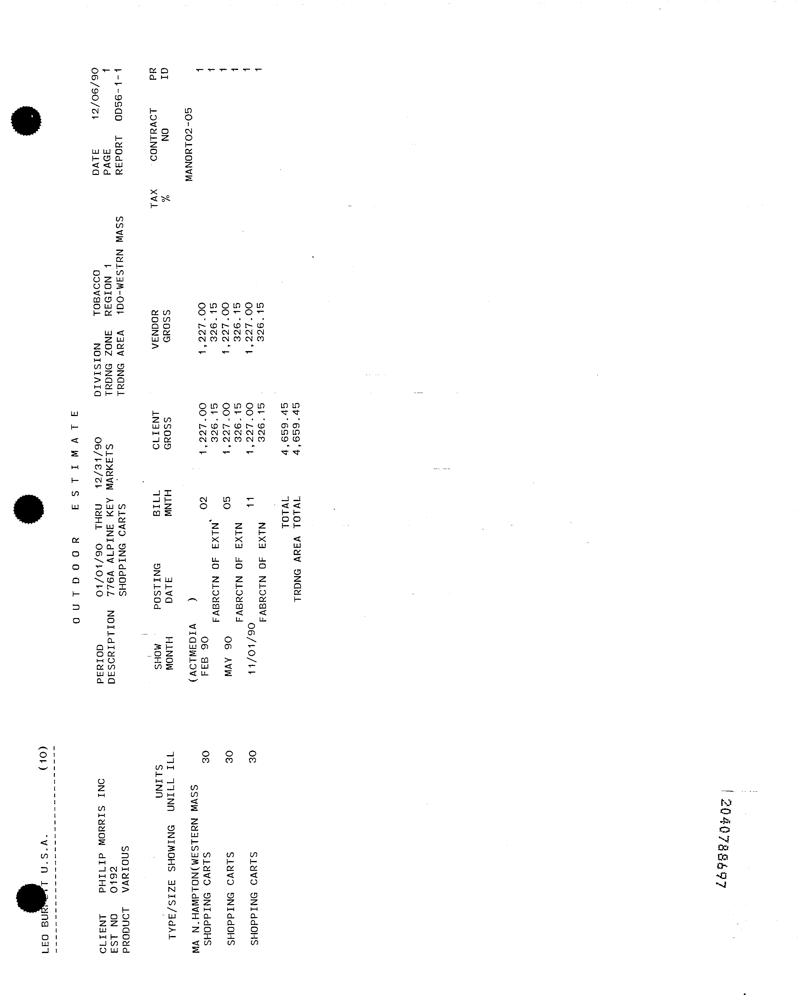 LEO BURNETT U.S.A. (10)
O U T D O O R   E S T I M A T E
CLIENT PHILIP MORRIS INC PERIOD 01/01/90 THRU 12/31/90 DIVISION TOBACCO DATE 12/06/90
EST NO 0192 DESCRIPTION 776A ALPINE KEY MARKETS TRDNG ZONE REGION 1 PAGE 1
PRODUCT VARIOUS SHOPPING CARTS TRDNG AREA 1DO-WESTRN MASS REPORT OD56-1-1
UNITS SHOW POSTING BILL CLIENT VENDOR TAX CONTRACT PR
TYPE/SIZE SHOWING UNILL ILL MONTH DATE MNTH GROSS GROSS % NO ID
MA N.HAMPTON(WESTERN MASS (ACTMEDIA ) MANORTO2-05
SHOPPING CARTS 30 FEB 90 02 1,227.00 1,227.00 1
FABRCTN OF EXTN 326.15 326.15 1
SHOPPING CARTS 30 MAY 90 05 1,227.00 1,227.00 1
FABRCTN OF EXTN 326.15 326.15 1
SHOPPING CARTS 30 11/01/90 11 1,227.00 1,227.00 1
FABRCTN OF EXTN 326.15 326.15 1
TOTAL 4,659.45
TRDNG AREA TOTAL 4,659.45
2040788697